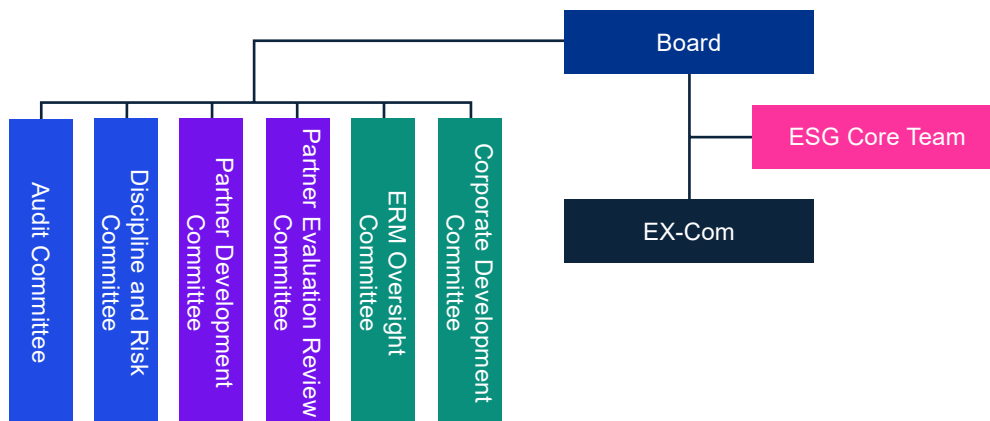 Board
ESG Core Team
EX-Com
Audit Committee
Discipline and Risk
Committee
Partner Development
Committee
Partner Evaluation Review
Committee
ERM Oversight
Committee
Corporate Development
Committee